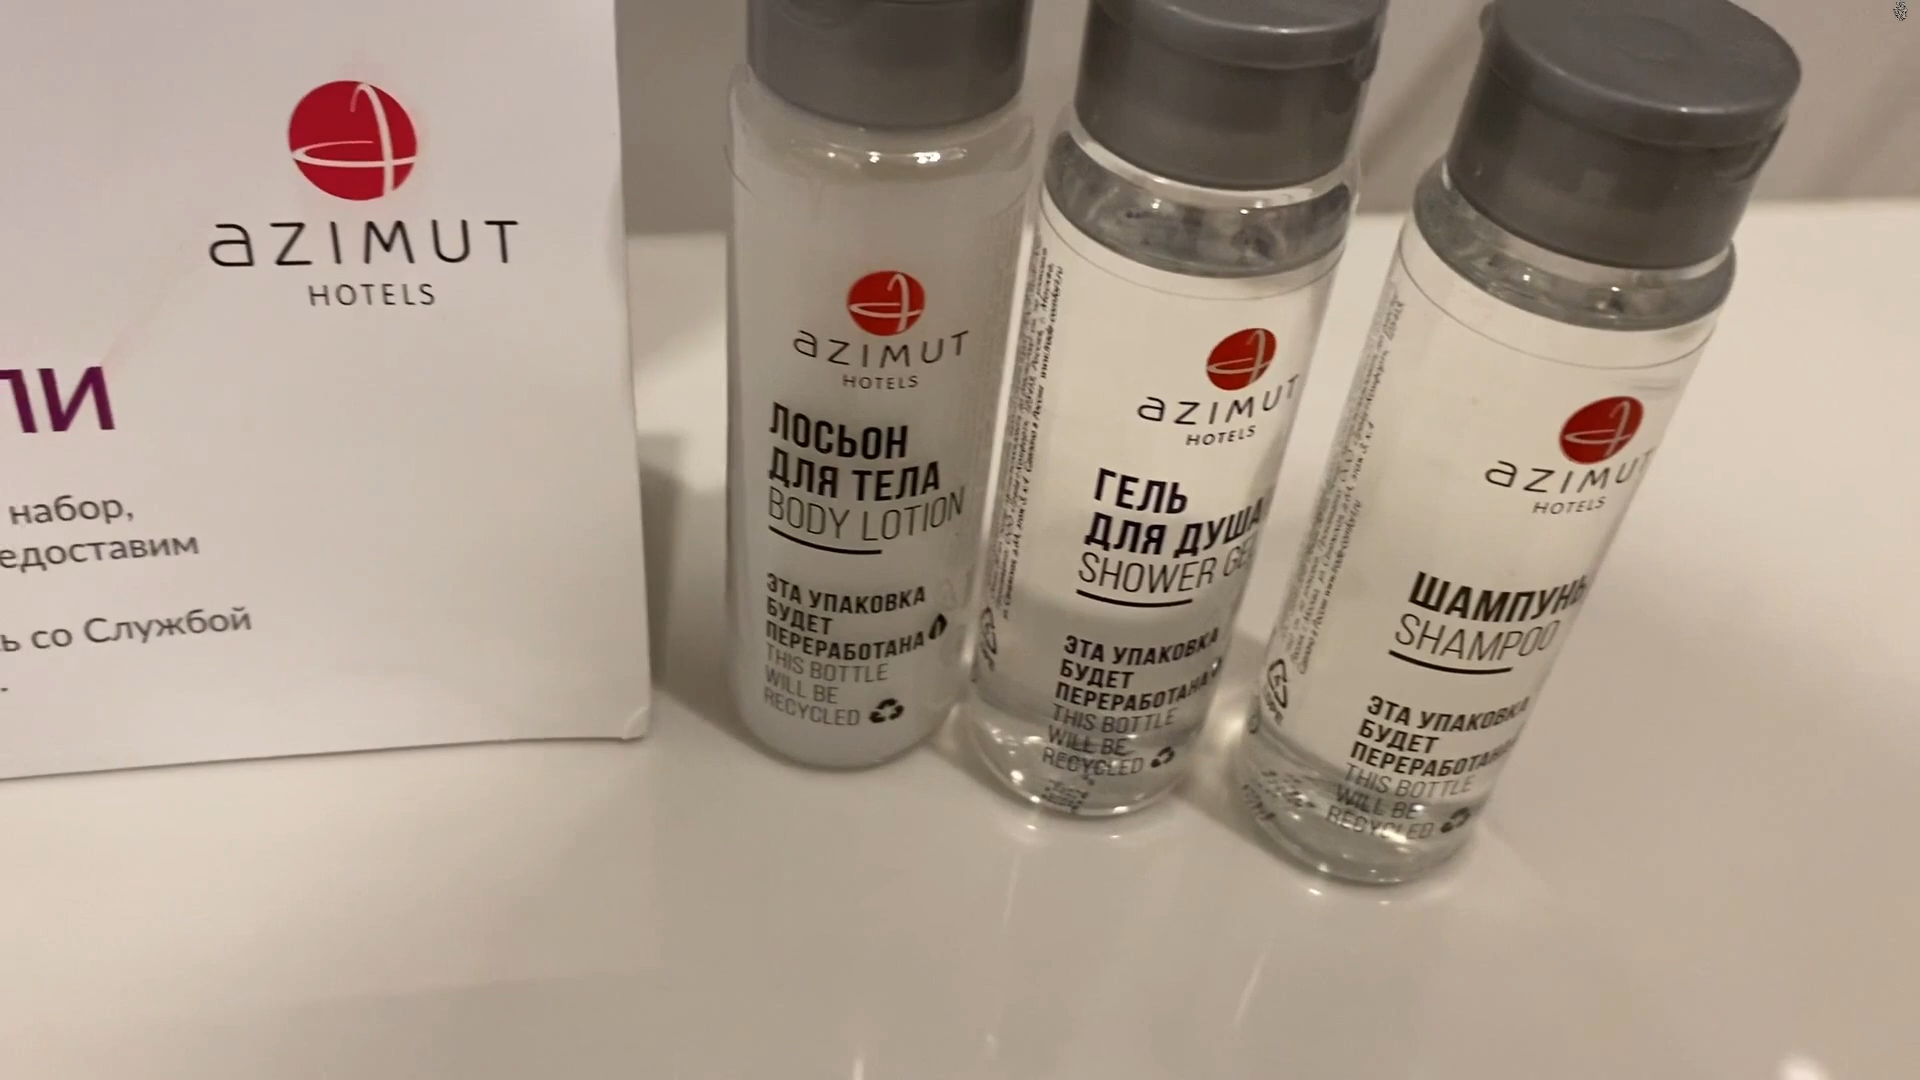 AZIMUT
HOTELS
набор,
ь со Службой
AZIMUT
HOTELS
ЛОСЬОН
ДЛЯ ТЕЛА
BODY LOTION
ЭТА УПАКОВКА
БУДЕТ
ПЕРЕРАБОТАНА
THIS BOTTLE
WILL BE
RECYCLED
AZIMUT
HOTELS
ГЕЛЬ
ДЛЯ ДУША
SHOWER GEL
ЭТА УПАКОВКА
БУДЕТ
ПЕРЕРАБОТАНА
THIS BOTTLE
WILL BE
RECYCLED
AZIMUT
HOTELS
ШАМПУНЬ
SHAMPOO
ЭТА УПАКОВКА
БУДЕТ
ПЕРЕРАБОТАНА
THIS BOTTLE
WILL BE
RECYCLED